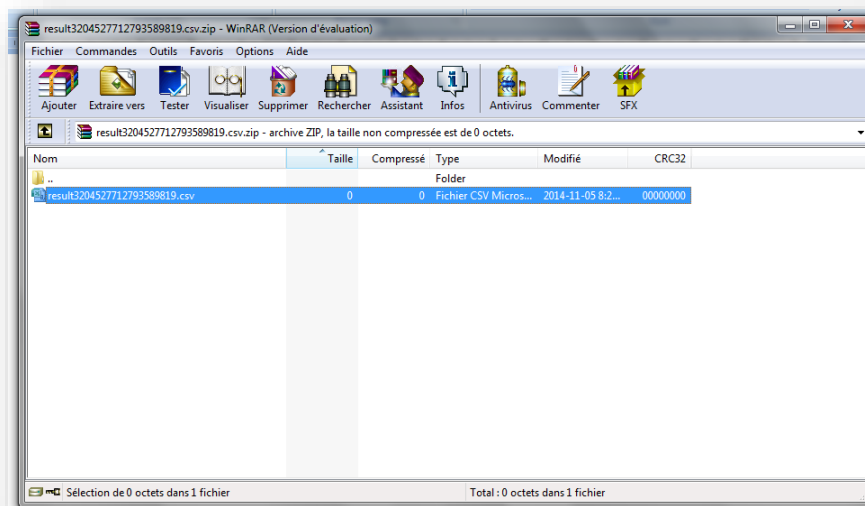 result3204527712793589819.csv.zip - WinRAR (Version d'évaluation)
Fichier Commandes Outils Favoris Options Aide
Ajouter Extraire vers Tester Visualiser Supprimer Rechercher Assistant Infos Antivirus Commenter SFX
result3204527712793589819.csv.zip - archive ZIP, la taille non compressée est de 0 octets.
Nom Taille Compressé Type Modifié CRC32
.. Folder
result3204527712793589819.csv 0 0 Fichier CSV Micros... 2014-11-05 8:2... 00000000
Sélection de 0 octets dans 1 fichier Total : 0 octets dans 1 fichier